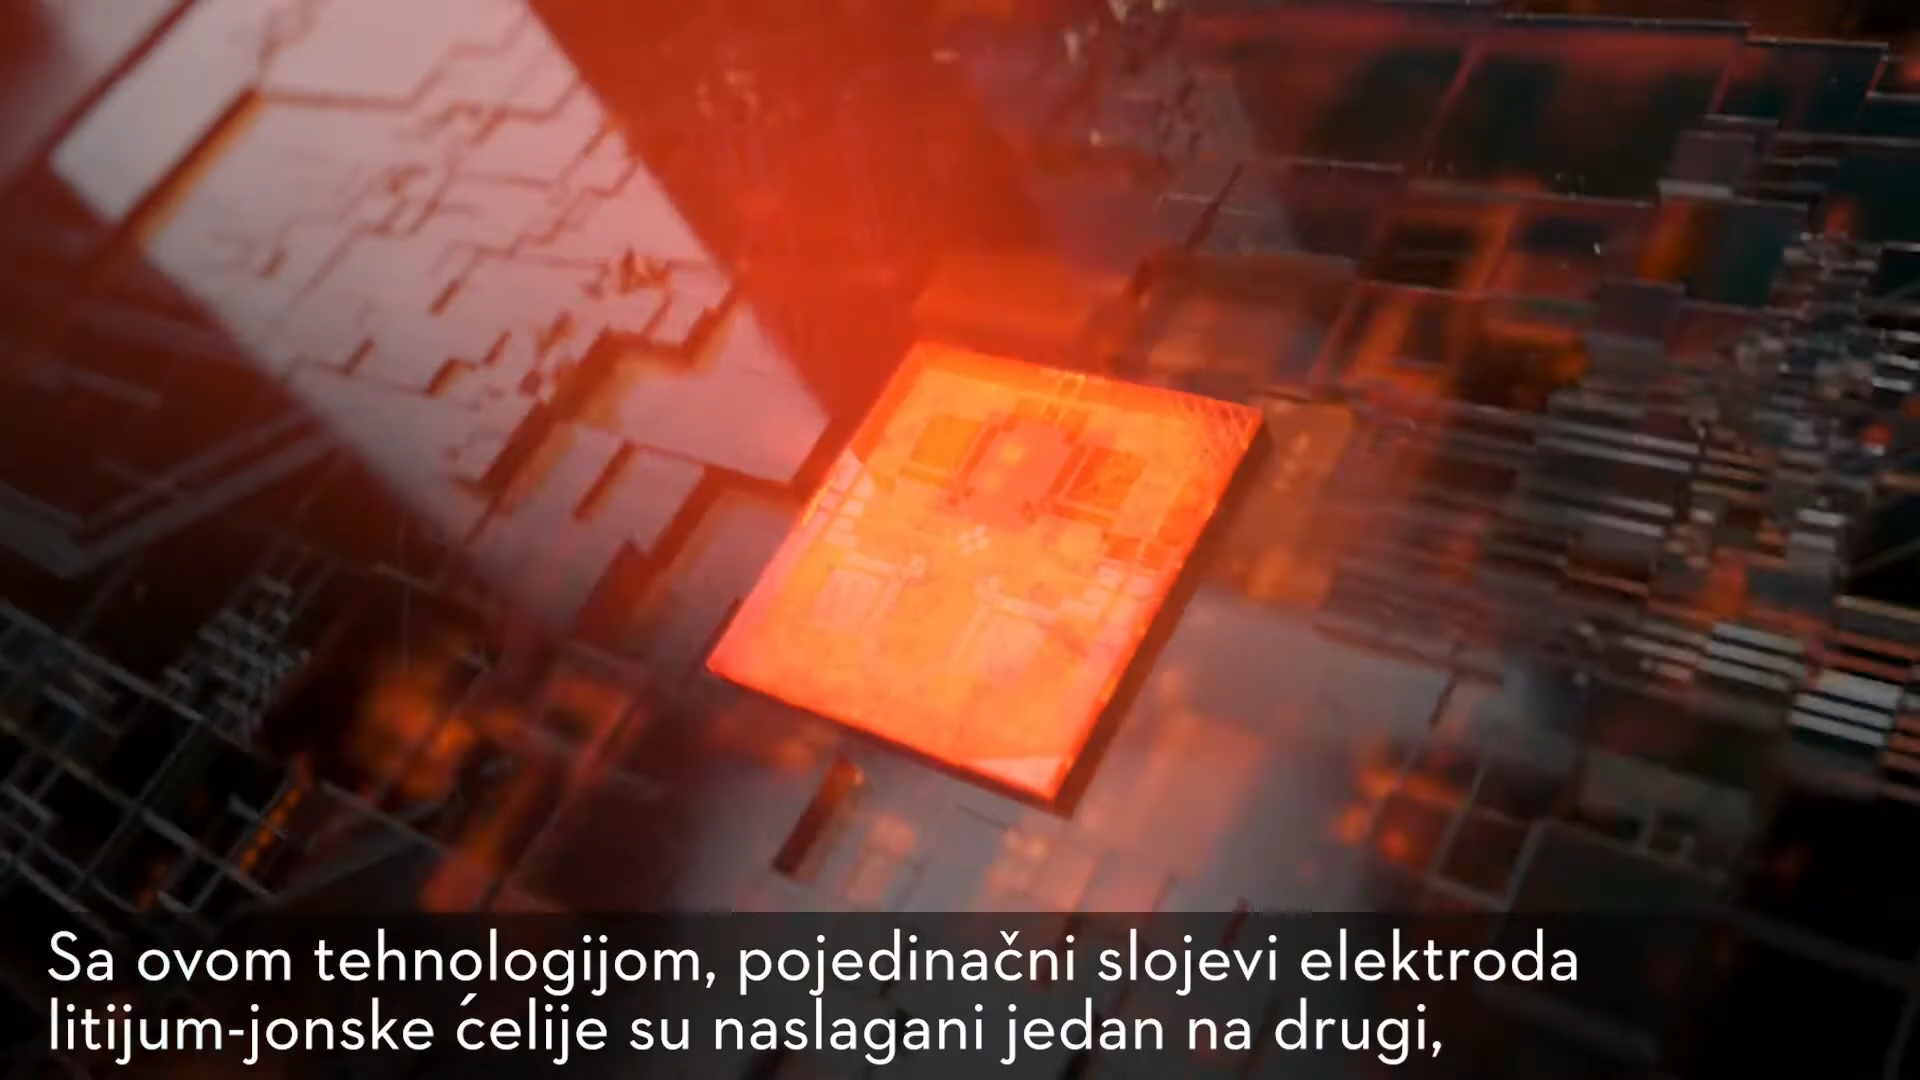 Sa ovom tehnologijom, pojedinačni slojevi elektroda
litijum-jonske ćelije su naslagani jedan na drugi,